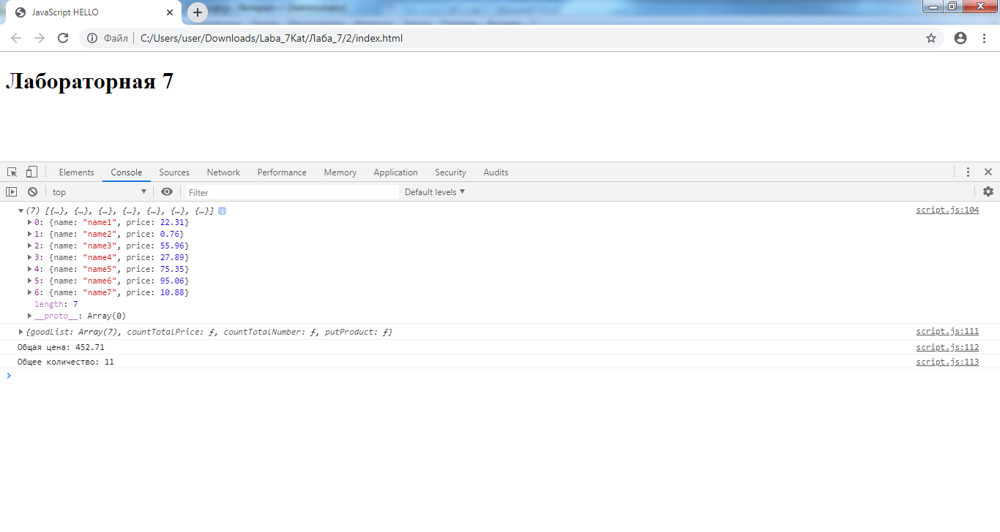 JavaScript HELLO
Файл C:/Users/user/Downloads/Laba_7Kat/Лаба_7/2/index.html
Лабораторная 7
Elements Console Sources Network Performance Memory Application Security Audits
top Filter Default levels
(7) [{…}, {…}, {…}, {…}, {…}, {…}, {…}] script.js:104
0: {name: "name1", price: 22.31}
1: {name: "name2", price: 0.76}
2: {name: "name3", price: 55.96}
3: {name: "name4", price: 27.89}
4: {name: "name5", price: 75.35}
5: {name: "name6", price: 95.06}
6: {name: "name7", price: 10.88}
length: 7
__proto__: Array(0)
{goodList: Array(7), countTotalPrice: ƒ, countTotalNumber: ƒ, putProduct: ƒ} script.js:111
Общая цена: 452.71 script.js:112
Общее количество: 11 script.js:113